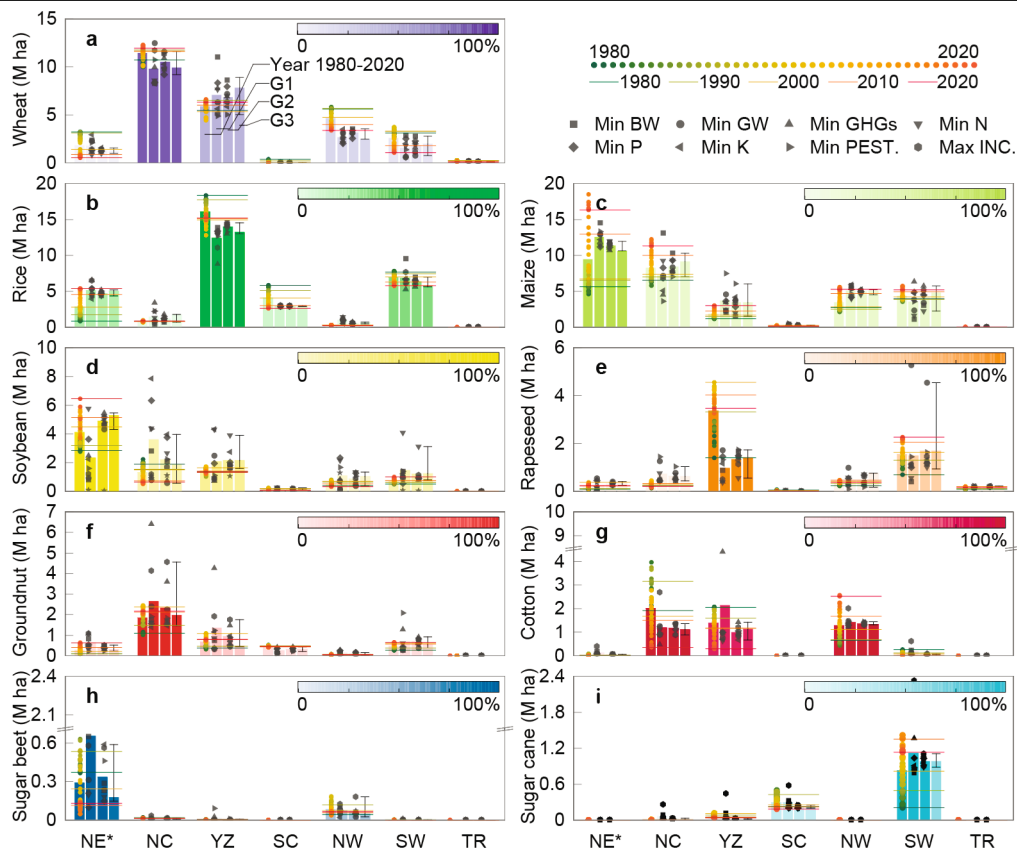 15
10
5
0
Wheat (M ha)
a
0 100%
Year 1980-2020
G1
G2
G3
1980 2020
1980 1990 2000 2010 2020
Min BW Min GW Min GHGs Min N
Min P Min K Min PEST. Max INC.
20
15
10
5
0
Rice (M ha)
b
0 100%
20
15
10
5
0
Maize (M ha)
c
0 100%
10
8
6
4
2
0
Soybean (M ha)
d
0 100%
6
4
2
0
Rapeseed (M ha)
e
0 100%
7
6
5
4
3
2
1
0
Groundnut (M ha)
f
0 100%
10
9
4
3
2
1
0
Cotton (M ha)
g
0 100%
2.4
2.1
0.6
0.3
0
Sugar beet (M ha)
h
0 100%
NE* NC YZ SC NW SW TR
2.4
1.8
1.2
0.6
0
Sugar cane (M ha)
i
0 100%
NE* NC YZ SC NW SW TR